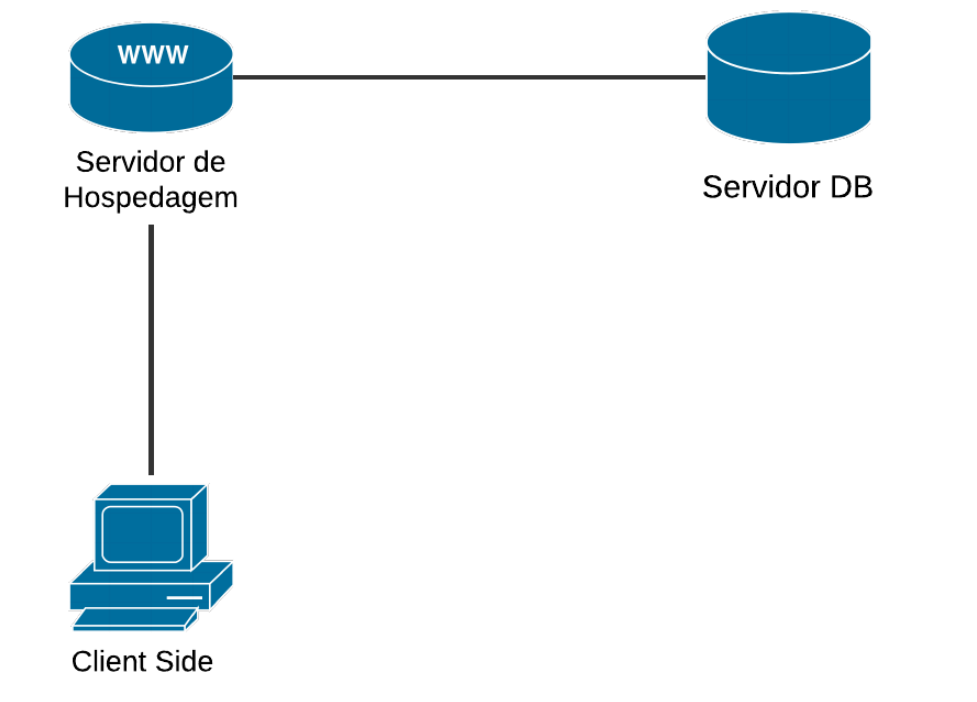 WWW
Servidor de
Hospedagem
Servidor DB
Client Side